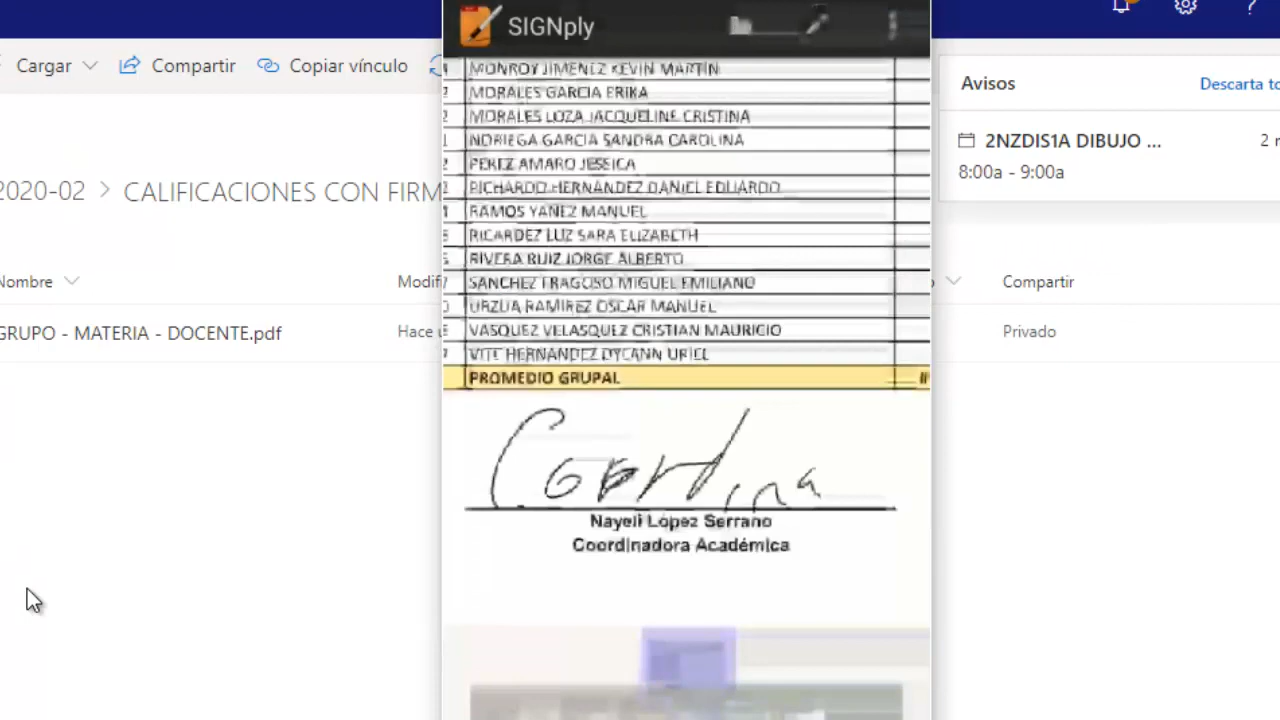 SIGNply
Cargar
Compartir
Copiar vínculo
Avisos
Descarta to
2NZDIS1A DIBUJO ...
8:00a - 9:00a
2020-02 > CALIFICACIONES CON FIRM
Nombre
Modifi
Compartir
GRUPO - MATERIA - DOCENTE.pdf
Hace
Privado
MONROY JIMENEZ KEVIN MARTIN
MORALES GARCIA ERIKA
MORALES LOZA JACQUELINE CRISTINA
NORIEGA GARCIA SANDRA CAROLINA
PEREZ AMARO JESSICA
PICHARDO HERNANDEZ DANIEL EDUARDO
RAMOS YAÑEZ MANUEL
RICARDEZ LUZ SARA ELIZABETH
RIVERA RUIZ JORGE ALBERTO
SANCHEZ FRAGOSO MIGUEL EMILIANO
URZUA RAMIREZ OSCAR MANUEL
VASQUEZ VELASQUEZ CRISTIAN MAURICIO
VITE HERNANDEZ DYLANN URIEL
PROMEDIO GRUPAL
Coordina
Nayeli López Serrano
Coordinadora Académica